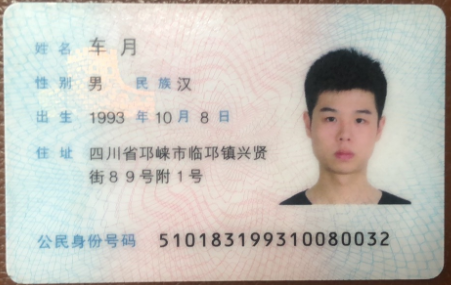 姓名 车月
性别 男 民族 汉
出生 1993 年 10 月 8 日
住址 四川省邛崃市临邛镇兴贤
街89号附1号
公民身份号码 510183199310080032